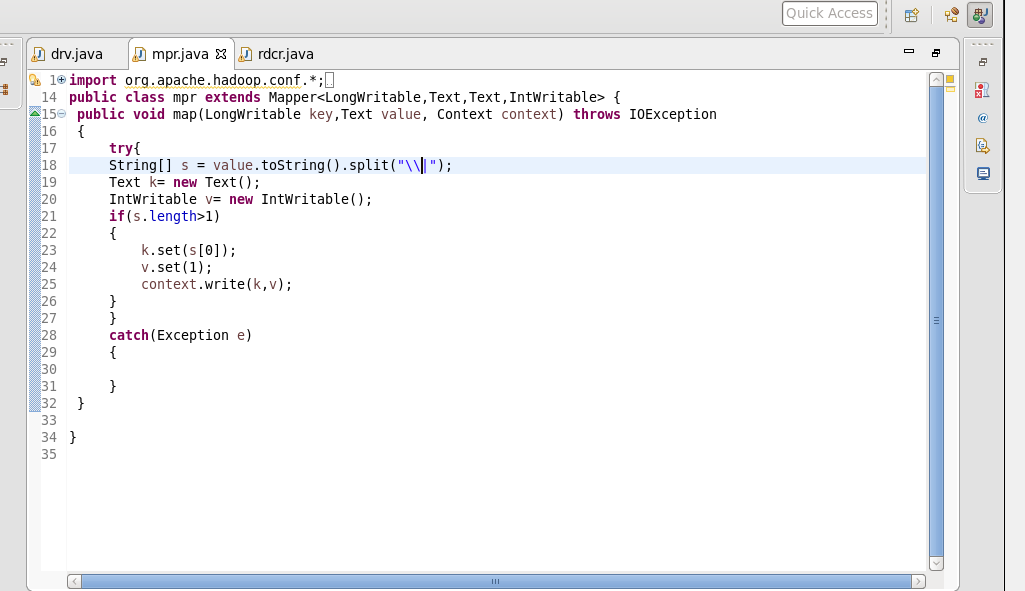 Quick Access
drv.java mpr.java rdcr.java
1 import org.apache.hadoop.conf.*;
14 public class mpr extends Mapper<LongWritable,Text,Text,IntWritable> {
15 public void map(LongWritable key,Text value, Context context) throws IOException
16 {
17 try{
18 String[] s = value.toString().split("\\|");
19 Text k= new Text();
20 IntWritable v= new IntWritable();
21 if(s.length>1)
22 {
23 k.set(s[0]);
24 v.set(1);
25 context.write(k,v);
26 }
27 }
28 catch(Exception e)
29 {
30
31 }
32 }
33
34 }
35